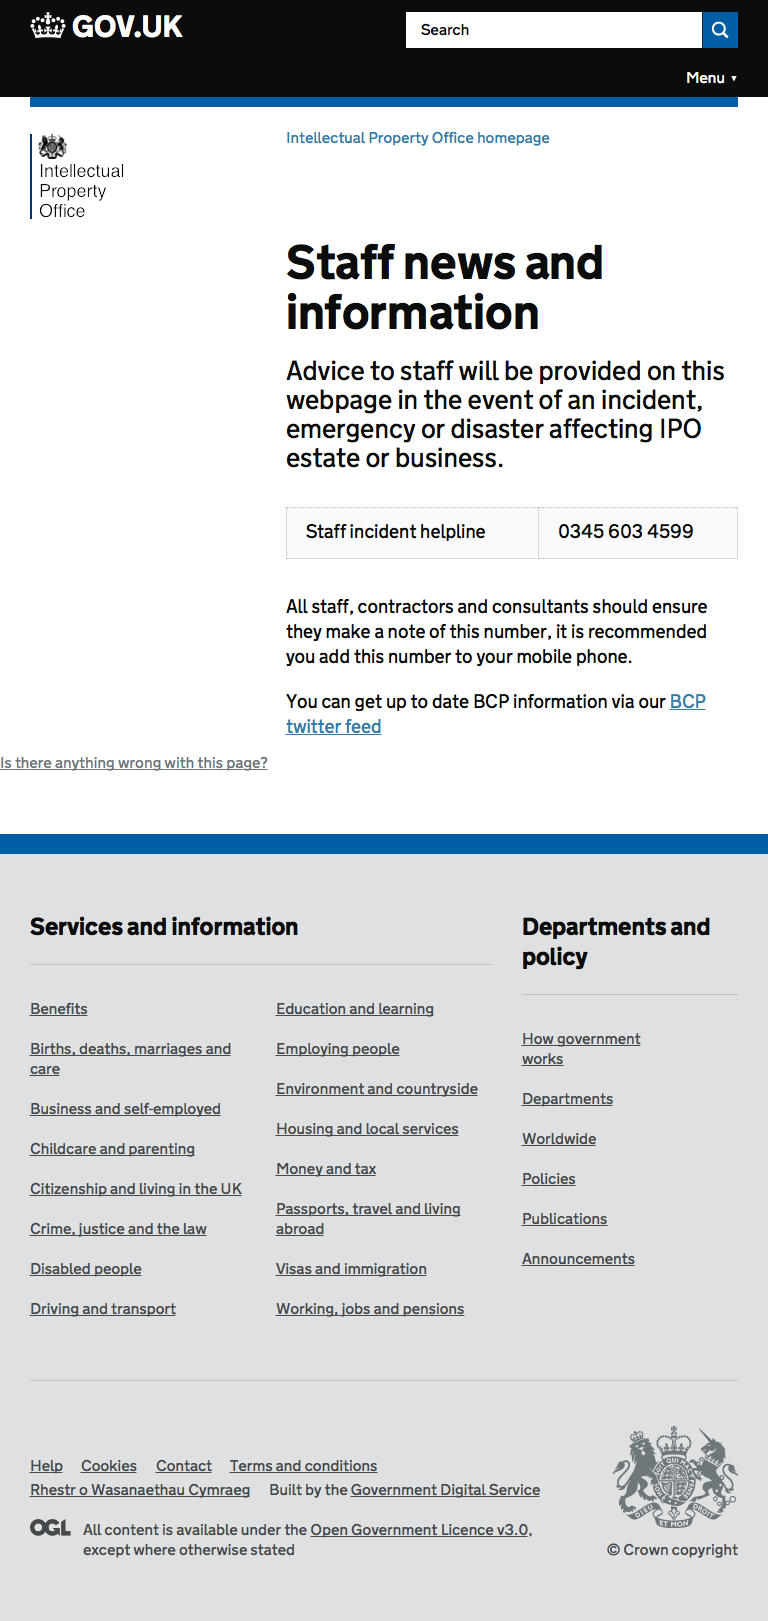 GOV.UK
Search
Menu ▼
Intellectual Property Office homepage
Intellectual
Property
Office
Staff news and
information
Advice to staff will be provided on this
webpage in the event of an incident,
emergency or disaster affecting IPO
estate or business.
Staff incident helpline 0345 603 4599
All staff, contractors and consultants should ensure
they make a note of this number, it is recommended
you add this number to your mobile phone.
You can get up to date BCP information via our BCP
twitter feed
Is there anything wrong with this page?
Services and information
Benefits
Births, deaths, marriages and
care
Business and self-employed
Childcare and parenting
Citizenship and living in the UK
Crime, justice and the law
Disabled people
Driving and transport
Education and learning
Employing people
Environment and countryside
Housing and local services
Money and tax
Passports, travel and living
abroad
Visas and immigration
Working, jobs and pensions
Departments and
policy
How government
works
Departments
Worldwide
Policies
Publications
Announcements
Help Cookies Contact Terms and conditions
Rhestr o Wasanaethau Cymraeg Built by the Government Digital Service
OGL All content is available under the Open Government Licence v3.0,
except where otherwise stated
DIEU ET MON DROIT
© Crown copyright